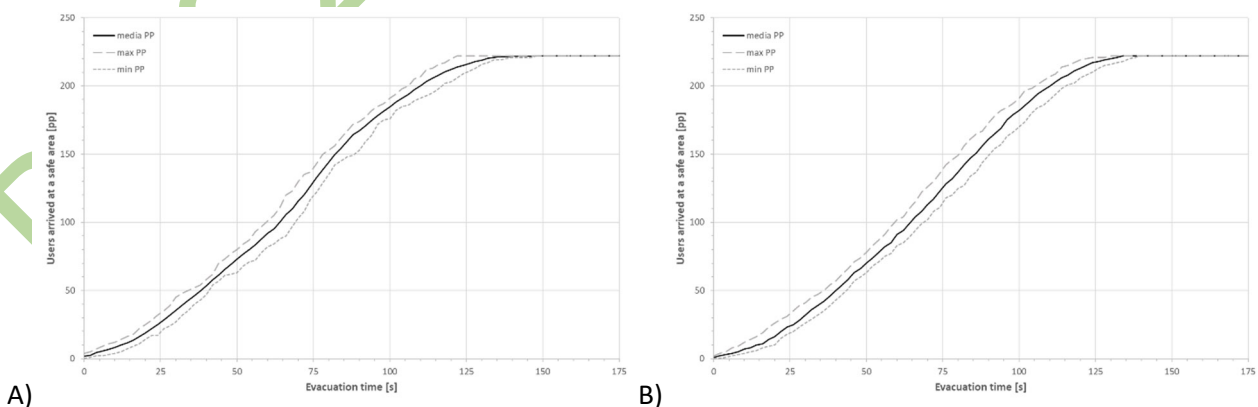 250
200
150
100
50
0
media PP
max PP
min PP
Users arrived at a safe area [pp]
0 25 50 75 100 125 150 175
Evacuation time [s]
A)
250
200
150
100
50
0
media PP
max PP
min PP
Users arrived at a safe area [pp]
0 25 50 75 100 125 150 175
Evacuation time [s]
B)